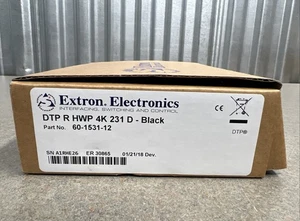 Extron. Electronics
INTERFACING, SWITCHING AND CONTROL
DTP R HWP 4K 231 D - Black
Part No. 60-1531-12
DTP®
SN A1RHE26 ER 30865 01/21/18 Dev.